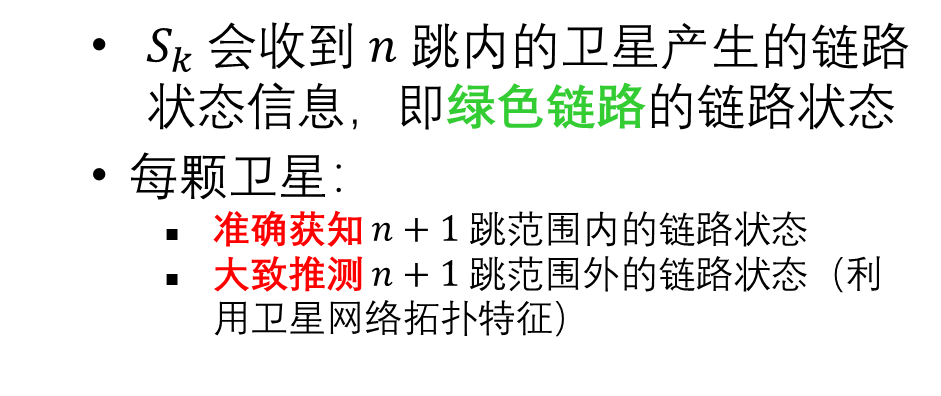 • S_k 会收到 n 跳内的卫星产生的链路
状态信息，即绿色链路的链路状态
• 每颗卫星：
▪ 准确获知 n + 1 跳范围内的链路状态
▪ 大致推测 n + 1 跳范围外的链路状态（利
用卫星网络拓扑特征）